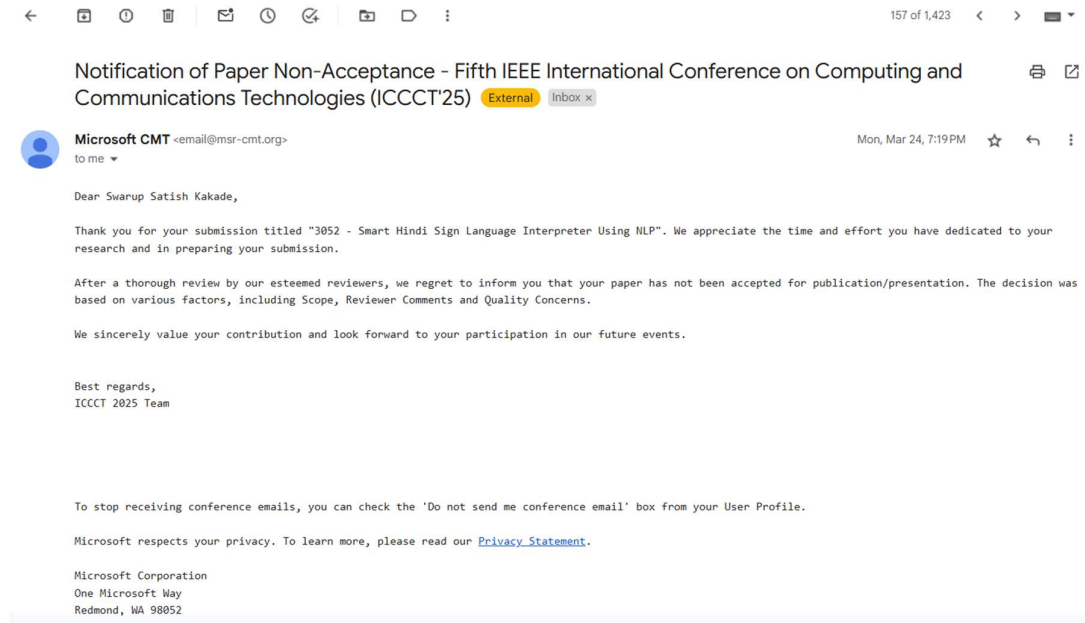 157 of 1,423
Notification of Paper Non-Acceptance - Fifth IEEE International Conference on Computing and
Communications Technologies (ICCCT'25) External Inbox ×
Microsoft CMT <email@msr-cmt.org>
Mon, Mar 24, 7:19 PM
to me
Dear Swarup Satish Kakade,
Thank you for your submission titled "3052 - Smart Hindi Sign Language Interpreter Using NLP". We appreciate the time and effort you have dedicated to your
research and in preparing your submission.
After a thorough review by our esteemed reviewers, we regret to inform you that your paper has not been accepted for publication/presentation. The decision was
based on various factors, including Scope, Reviewer Comments and Quality Concerns.
We sincerely value your contribution and look forward to your participation in our future events.
Best regards,
ICCCT 2025 Team
To stop receiving conference emails, you can check the 'Do not send me conference email' box from your User Profile.
Microsoft respects your privacy. To learn more, please read our Privacy Statement.
Microsoft Corporation
One Microsoft Way
Redmond, WA 98052